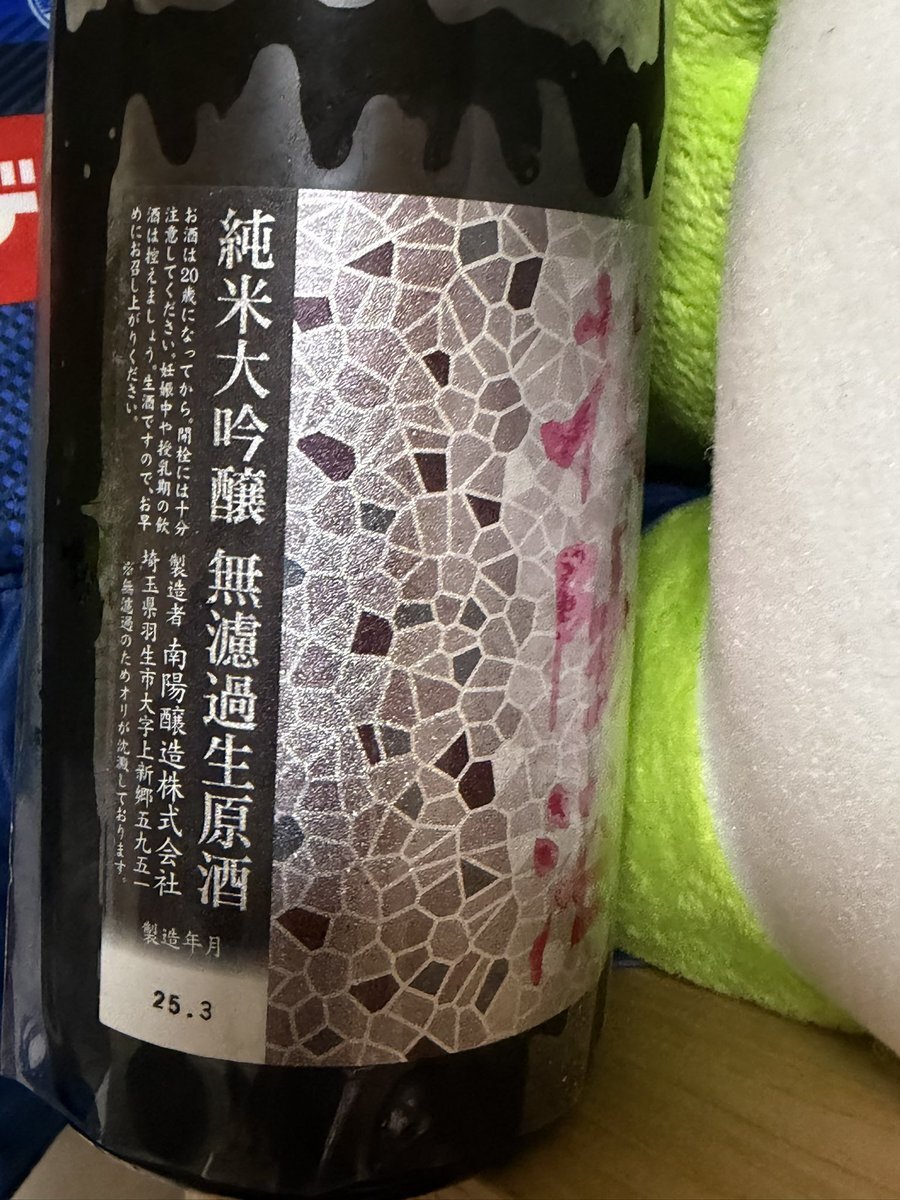 純米大吟醸 無濾過生原酒
お酒は20歳になってから。開栓には十分
注意してください。妊娠中や授乳期の飲
酒は控えましょう。生酒ですので、お早
めにお召し上がりください。
製造者 南陽醸造株式会社
埼玉県羽生市大字上新郷五九五一
※無濾過のためオリが沈澱しております。
製造年月
25.3
デ